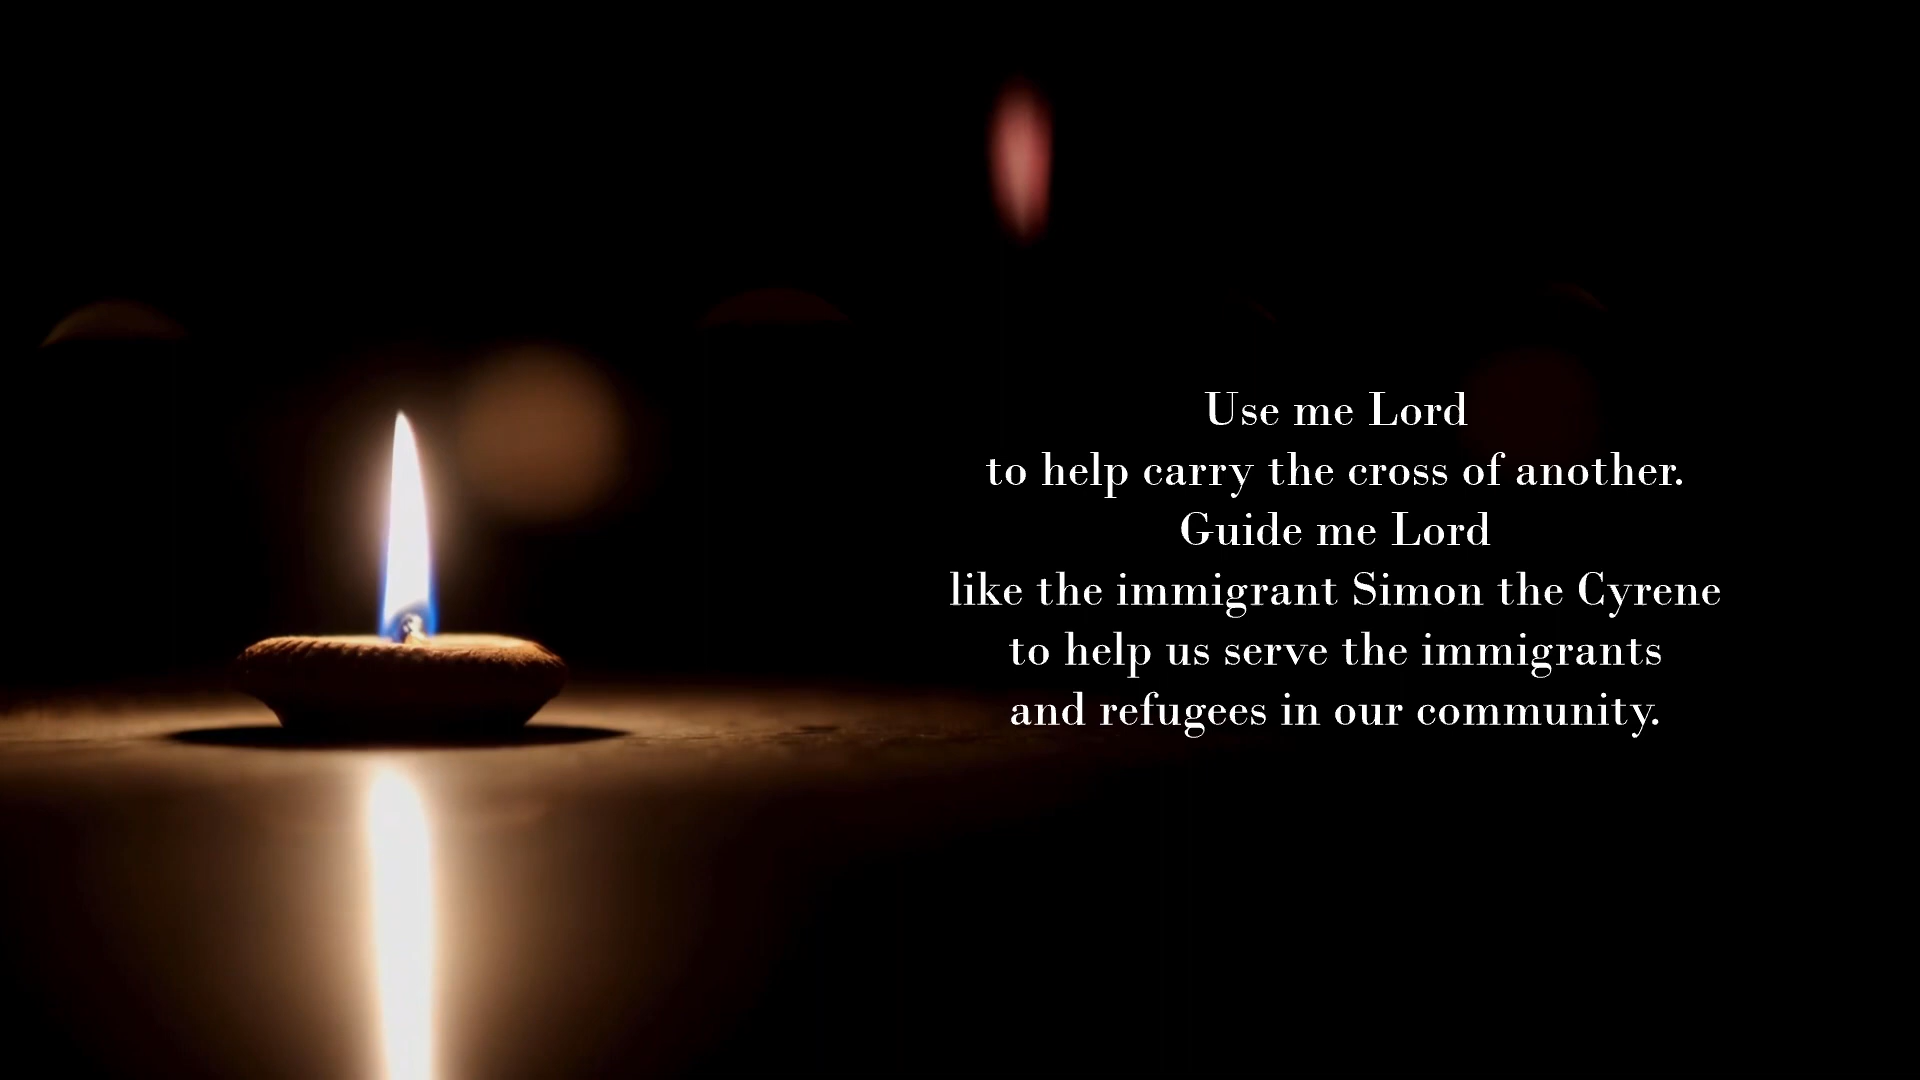 Use me Lord
to help carry the cross of another.
Guide me Lord
like the immigrant Simon the Cyrene
to help us serve the immigrants
and refugees in our community.